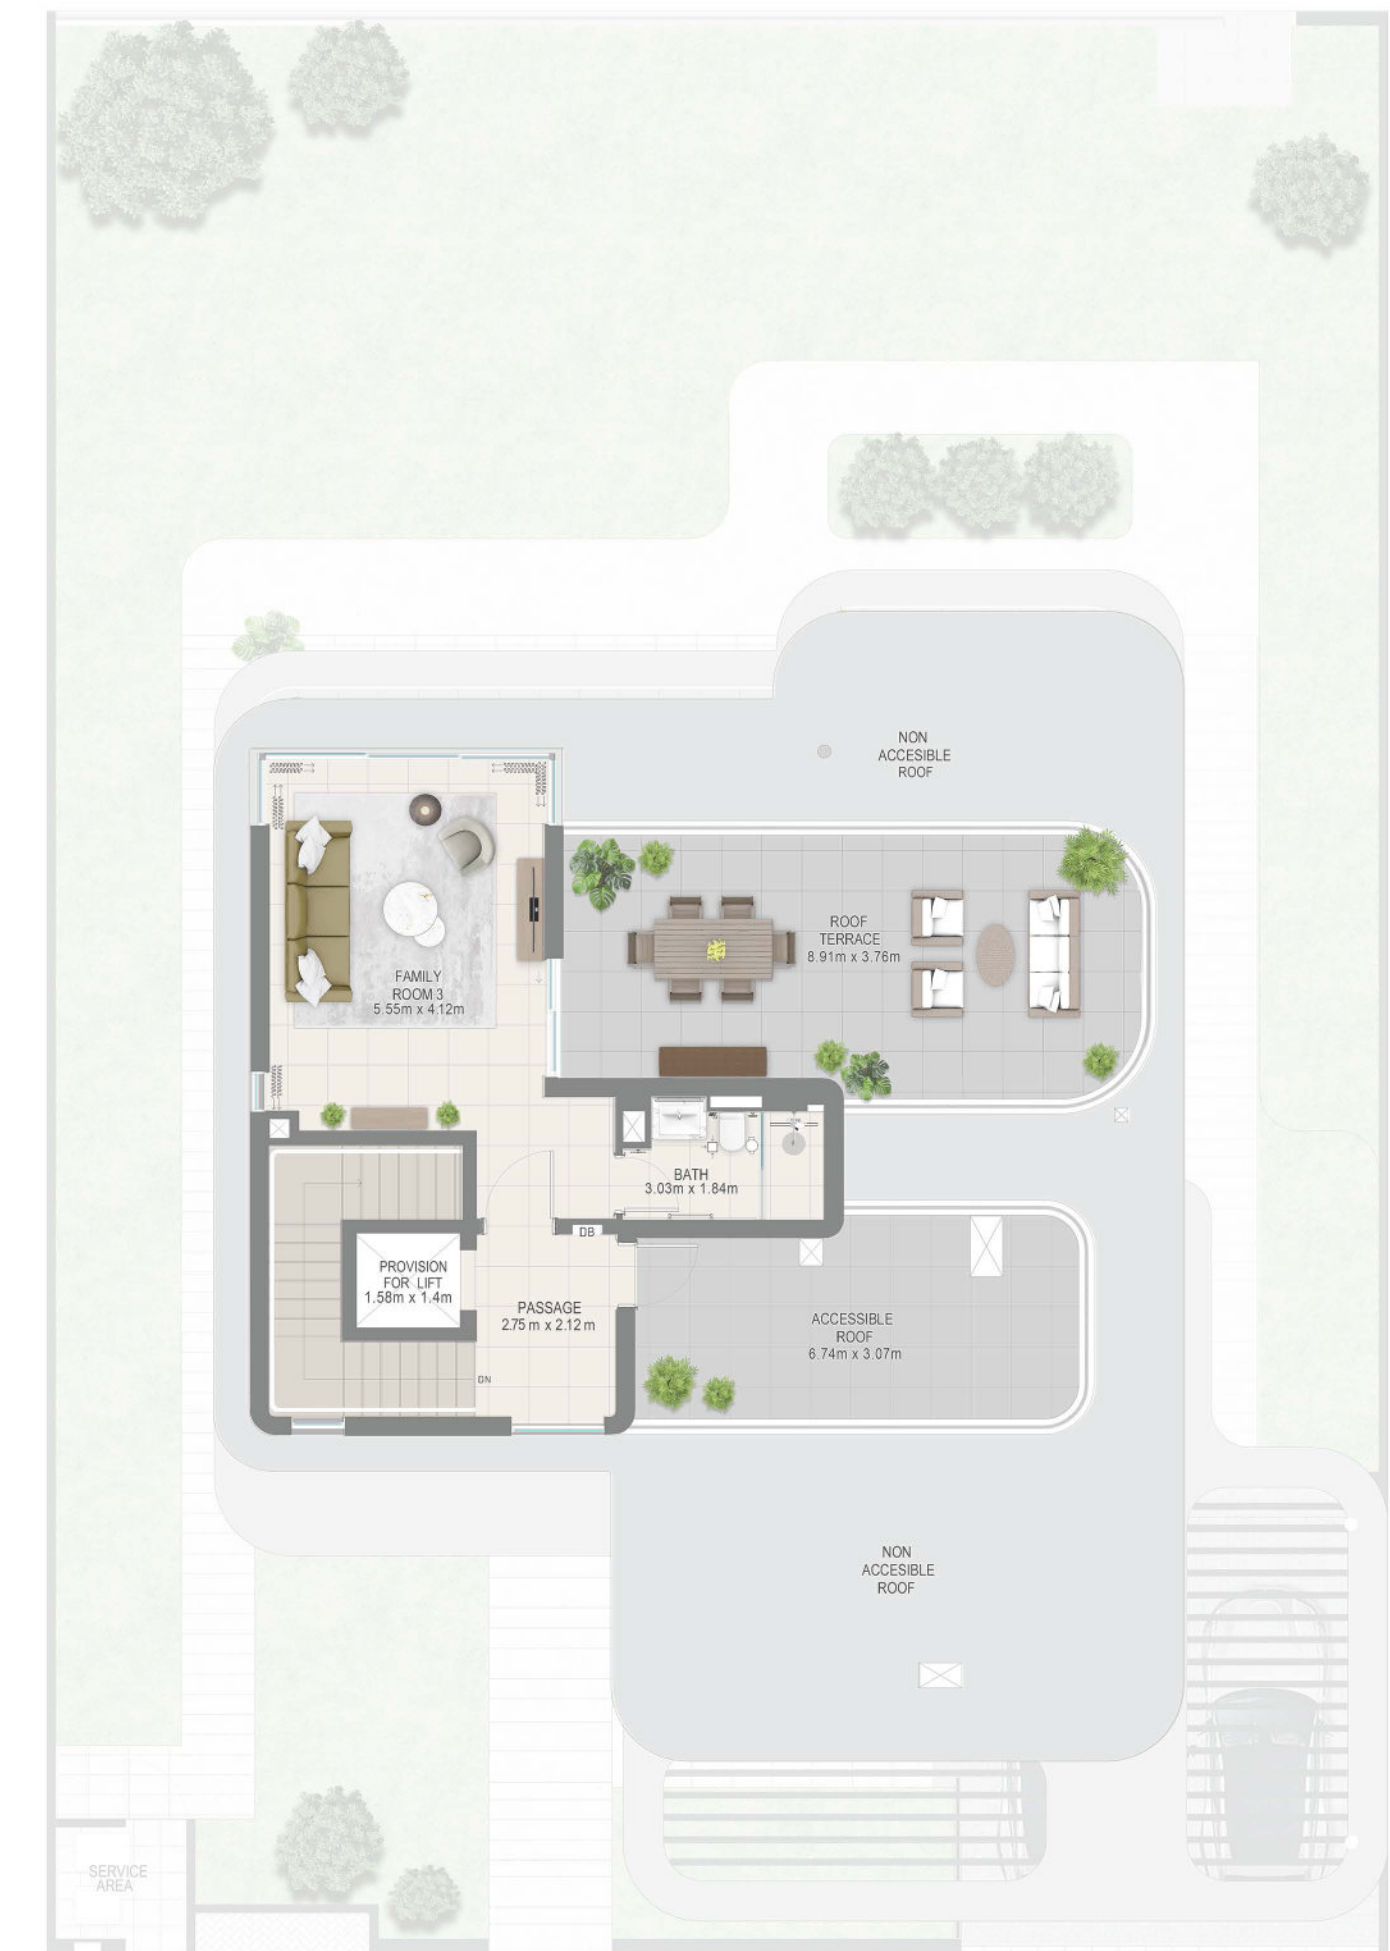 NON
ACCESIBLE
ROOF
ROOF
TERRACE
8.91m x 3.76m
FAMILY
ROOM 3
5.55m x 4.12m
BATH
3.03m x 1.84m
DB
PROVISION
FOR LIFT
1.58m x 1.4m
PASSAGE
2.75 m x 2.12 m
ACCESSIBLE
ROOF
6.74m x 3.07m
DN
NON
ACCESIBLE
ROOF
SERVICE
AREA